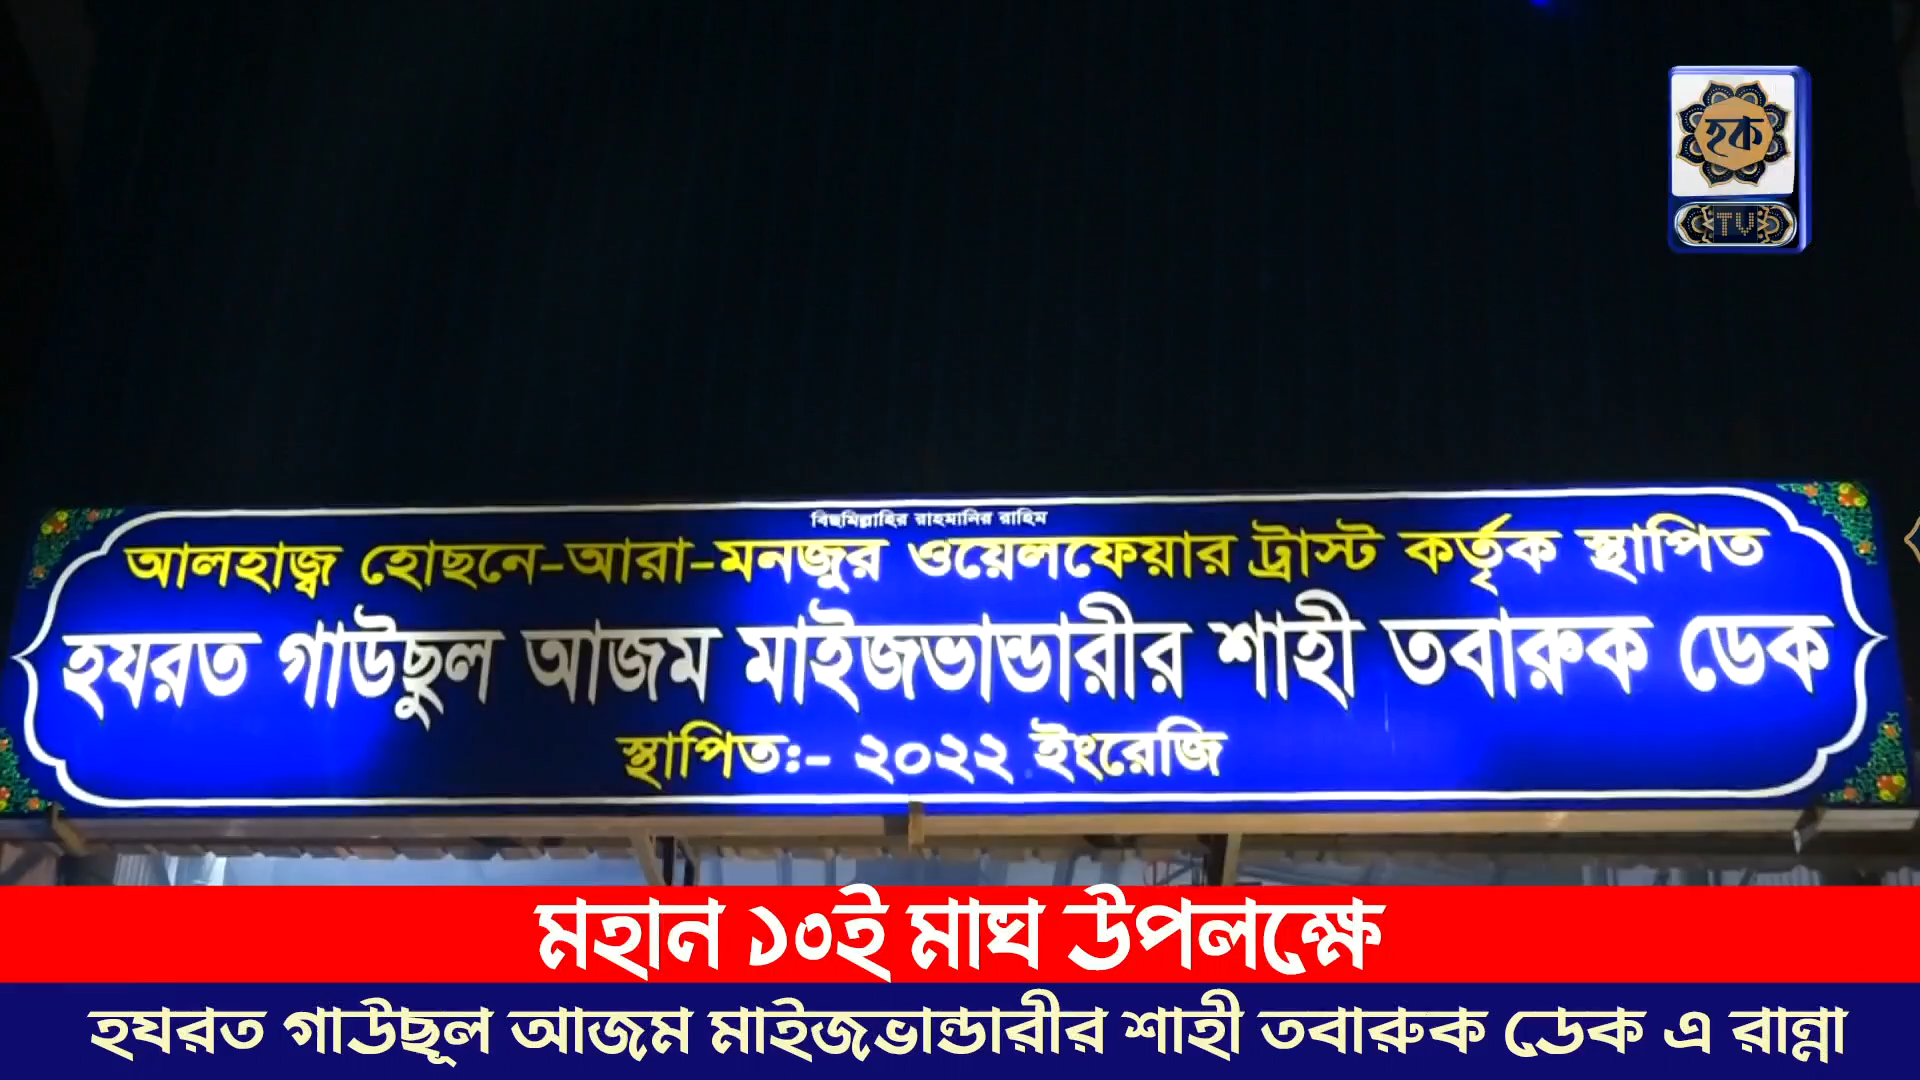 হক
TV
বিছমিল্লাহির রাহমানির রাহিম
আলহাজ্ব হোছনে-আরা-মনজুর ওয়েলফেয়ার ট্রাস্ট কর্তৃক স্থাপিত
হযরত গাউছুল আজম মাইজভান্ডারীর শাহী তবারুক ডেক
স্থাপিত:- ২০২২ ইংরেজি
মহান ১০ই মাঘ উপলক্ষে
হযরত গাউছূল আজম মাইজভান্ডারীর শাহী তবারুক ডেক এ রান্না